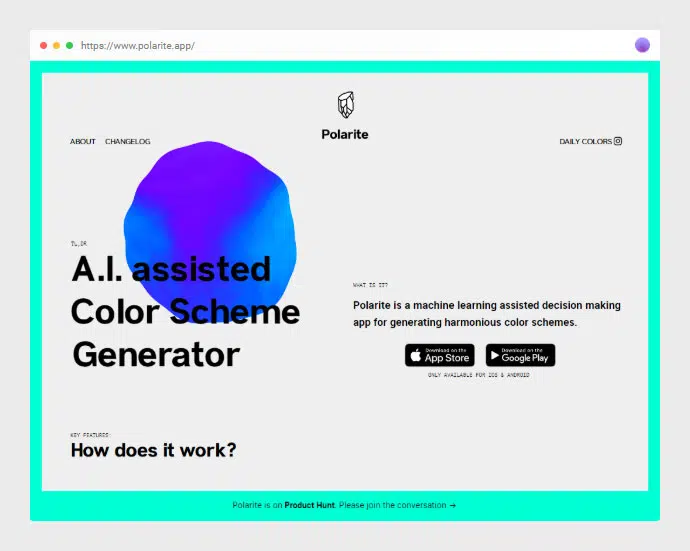 https://www.polarite.app/
Polarite
ABOUT CHANGELOG
DAILY COLORS
TL;DR
A.I. assisted
Color Scheme
Generator
WHAT IS IT?
Polarite is a machine learning assisted decision making
app for generating harmonious color schemes.
Download on the
App Store
Download on the
Google Play
ONLY AVAILABLE FOR IOS & ANDROID
KEY FEATURES
How does it work?
Polarite is on Product Hunt. Please join the conversation →